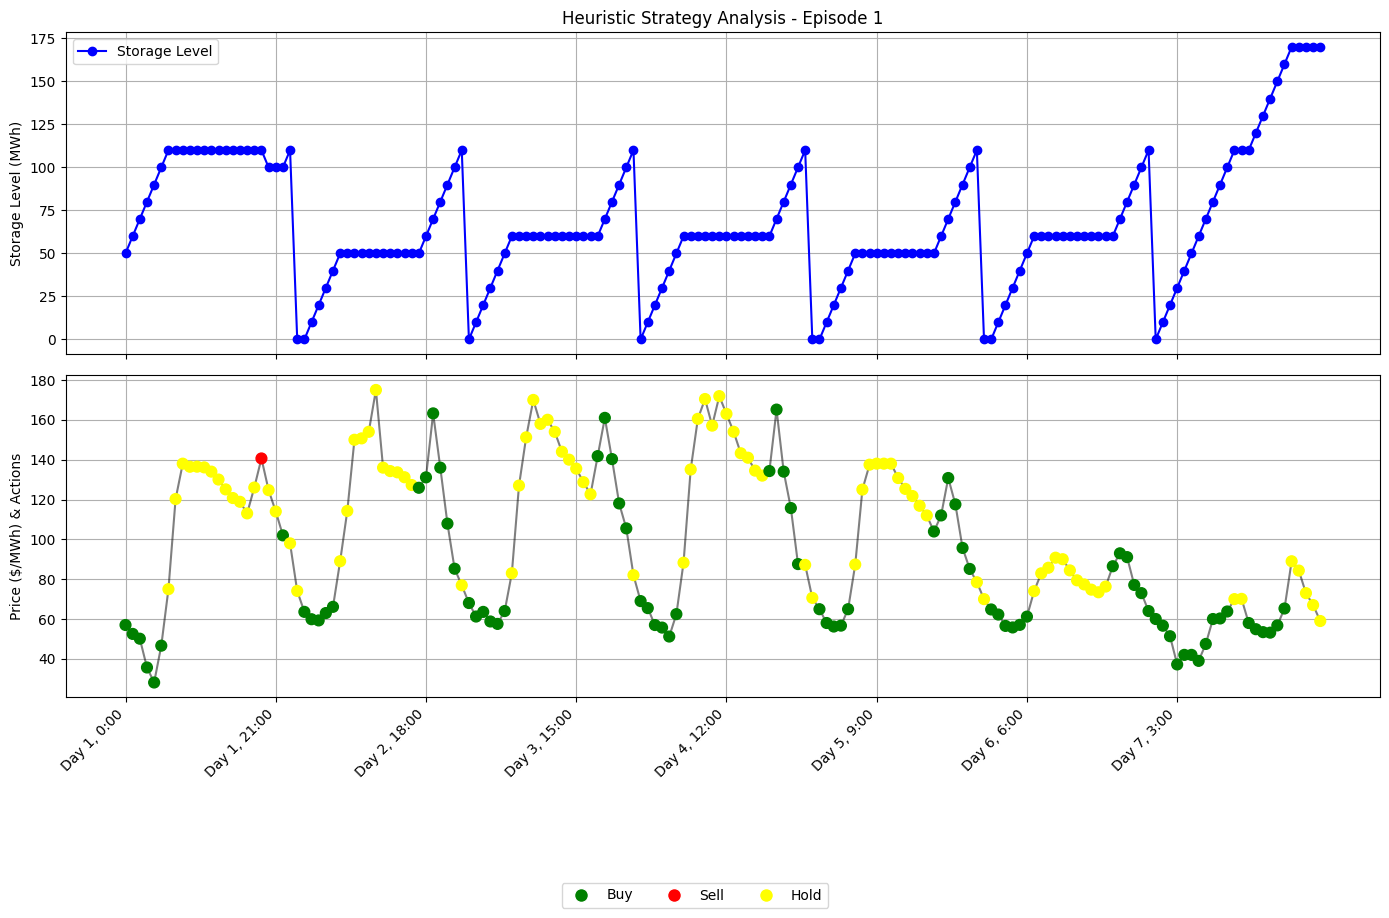 Heuristic Strategy Analysis - Episode 1
Storage Level
Storage Level (MWh)
175
150
125
100
75
50
25
0
Price ($/MWh) & Actions
180
160
140
120
100
80
60
40
Day 1, 0:00
Day 1, 21:00
Day 2, 18:00
Day 3, 15:00
Day 4, 12:00
Day 5, 9:00
Day 6, 6:00
Day 7, 3:00
Buy
Sell
Hold